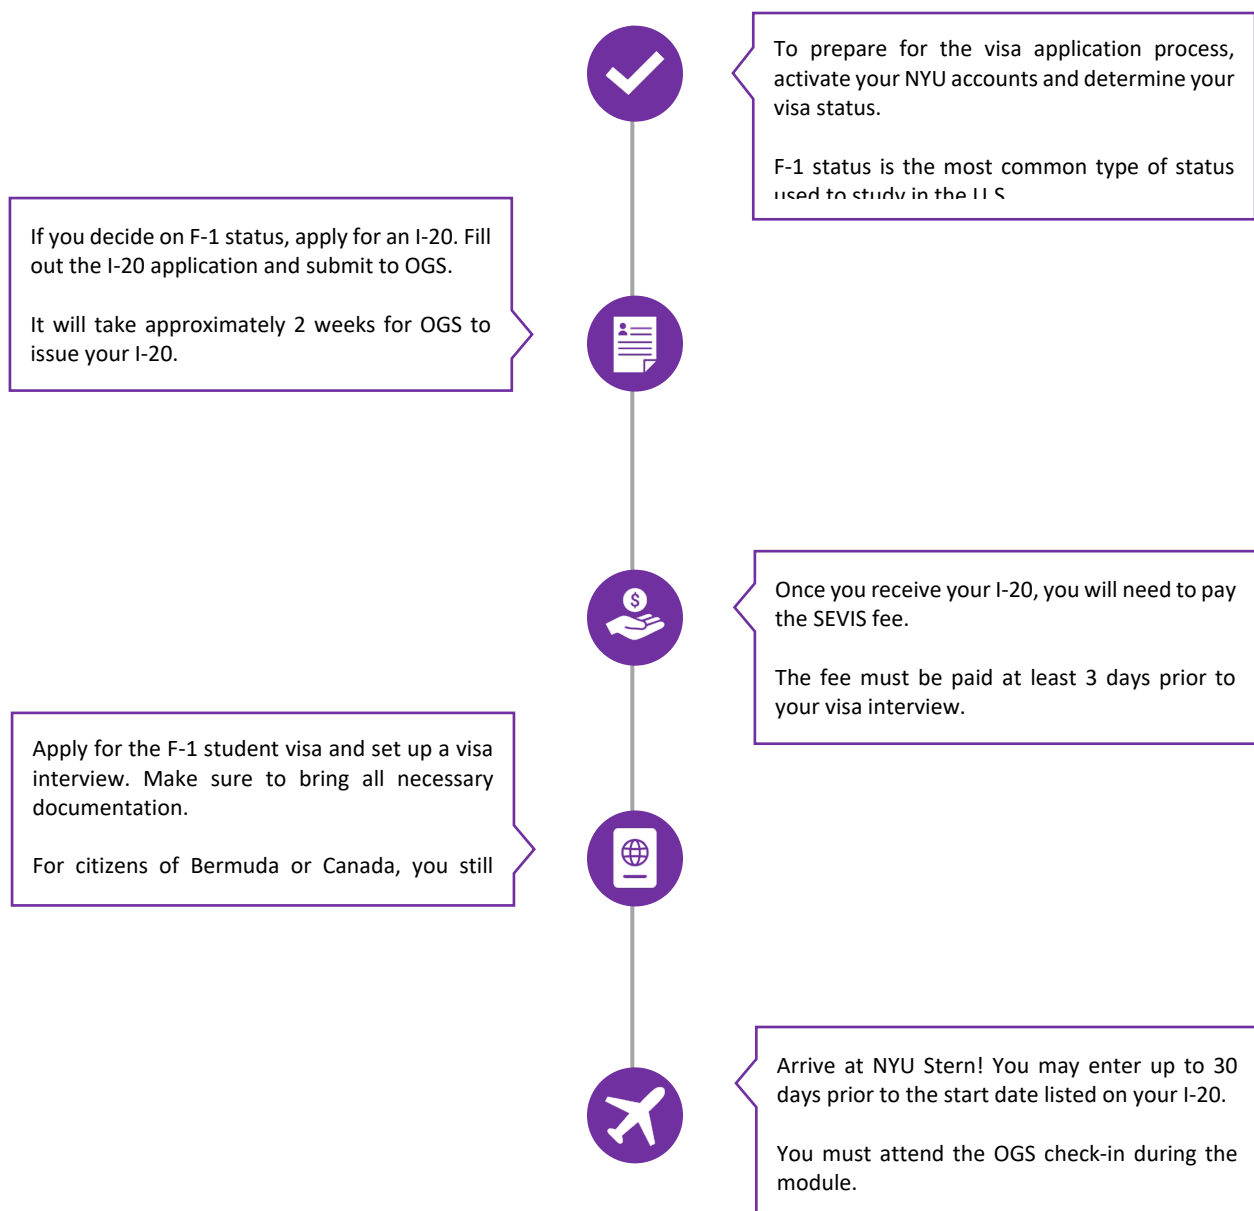 To prepare for the visa application process,
activate your NYU accounts and determine your
visa status.
F-1 status is the most common type of status
used to study in the U.S.
If you decide on F-1 status, apply for an I-20. Fill
out the I-20 application and submit to OGS.
It will take approximately 2 weeks for OGS to
issue your I-20.
$
Once you receive your I-20, you will need to pay
the SEVIS fee.
The fee must be paid at least 3 days prior to
your visa interview.
Apply for the F-1 student visa and set up a visa
interview. Make sure to bring all necessary
documentation.
For citizens of Bermuda or Canada, you still
Arrive at NYU Stern! You may enter up to 30
days prior to the start date listed on your I-20.
You must attend the OGS check-in during the
module.